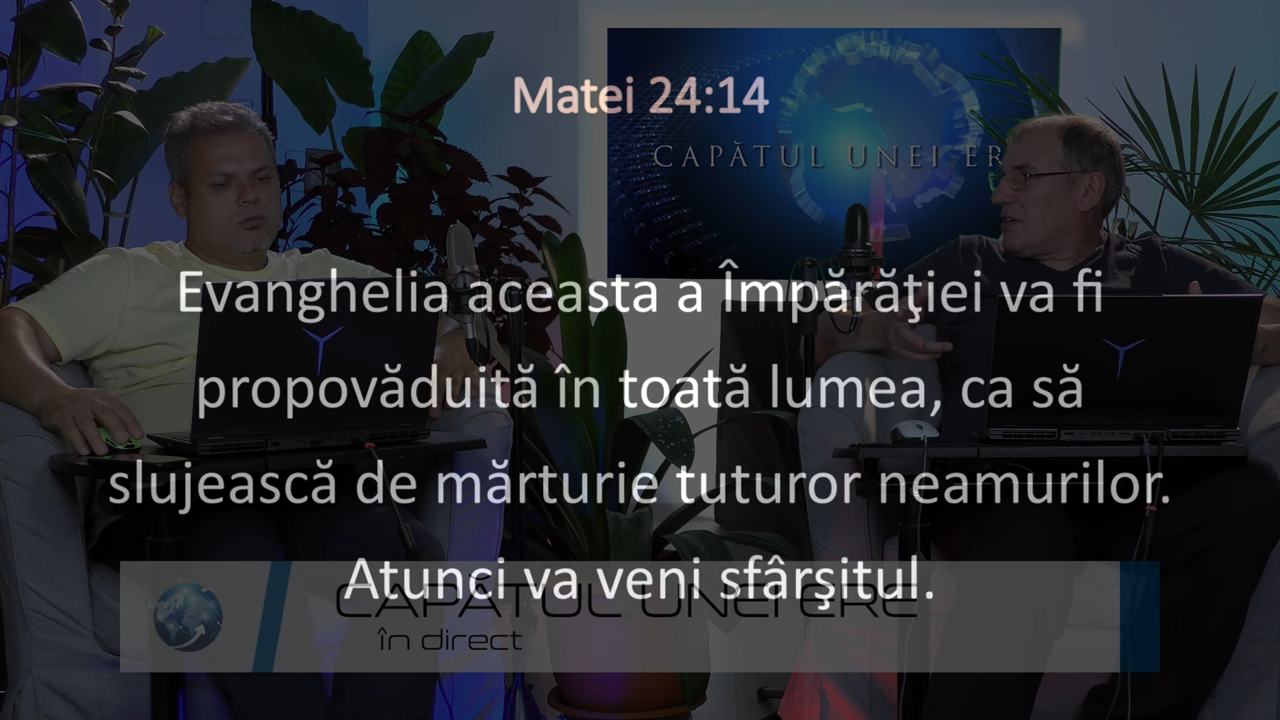 Matei 24:14
CAPĂTUL UNEI ER
Evanghelia aceasta a Împărăţiei va fi
propovăduită în toată lumea, ca să
slujească de mărturie tuturor neamurilor.
Atunci va veni sfârşitul.
CAPĂTUL UNEI ERE
în direct